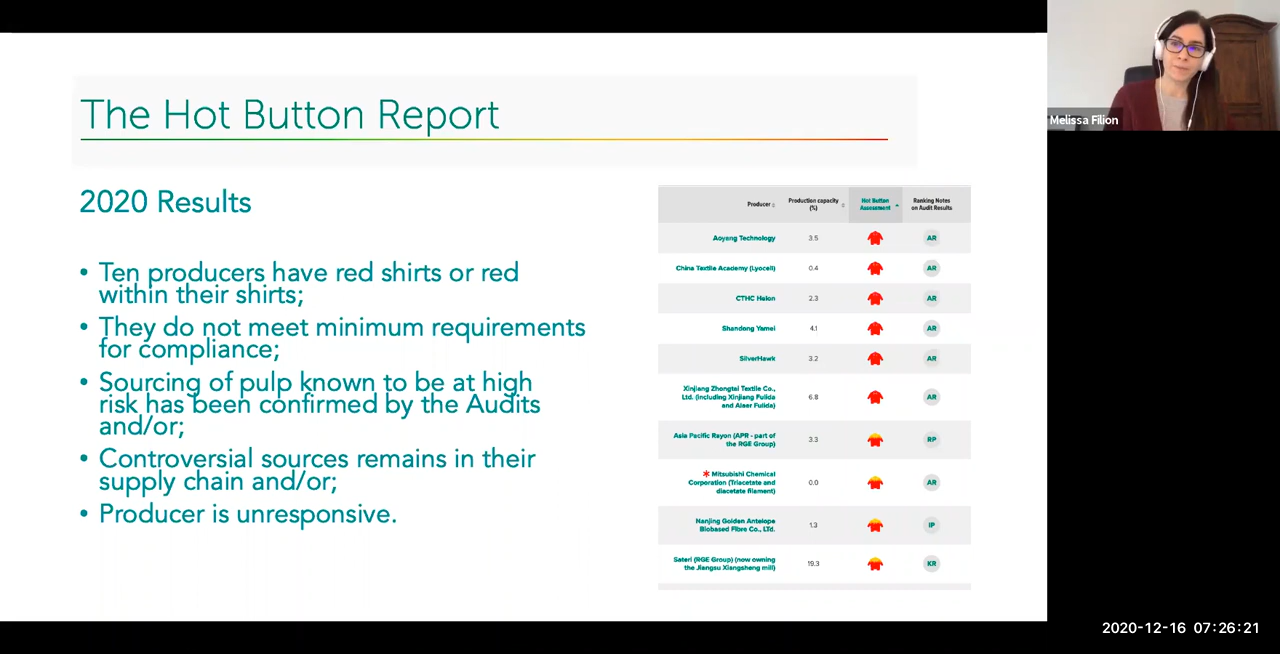 The Hot Button Report
2020 Results
• Ten producers have red shirts or red
within their shirts;
• They do not meet minimum requirements
for compliance;
• Sourcing of pulp known to be at high
risk has been confirmed by the Audits
and/or;
• Controversial sources remains in their
supply chain and/or;
• Producer is unresponsive.
Producer
Production capacity
(%)
Hot Button
Assessment
Ranking Notes
on Audit Results
Aoyang Technology 3.5 AR
China Textile Academy (Lyocell) 0.4 AR
CTHC Helon 2.3 AR
Shandong Yamei 4.1 AR
SilverHawk 3.2 AR
Xinjiang Zhongtai Textile Co.,
Ltd. (including Xinjiang Fulida
and Alaer Fulida)
6.8 AR
Asia Pacific Rayon (APR - part of
the RGE Group)
3.3 RP
* Mitsubishi Chemical
Corporation (Triacetate and
diacetate filament)
0.0 AR
Nanjing Golden Antelope
Biobased Fibre Co., LTd.
1.3 IP
Sateri (RGE Group) (now owning
the Jiangsu Xiangsheng mill)
19.3 KR
Melissa Filion
2020-12-16 07:26:21